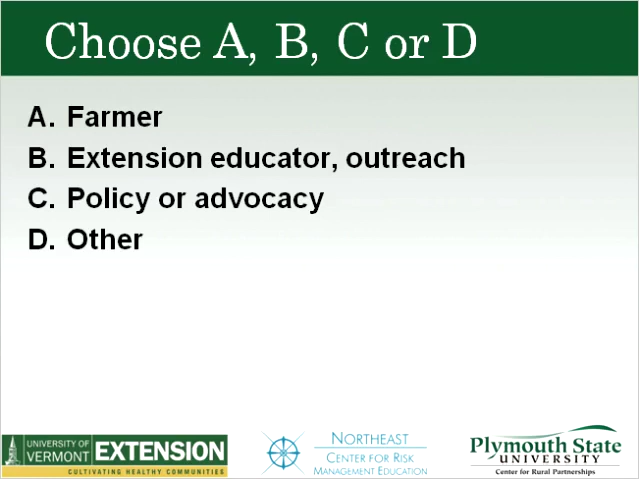 Choose A, B, C or D
A. Farmer
B. Extension educator, outreach
C. Policy or advocacy
D. Other
UNIVERSITY OF
VERMONT EXTENSION
CULTIVATING HEALTHY COMMUNITIES
NORTHEAST
CENTER FOR RISK
MANAGEMENT EDUCATION
Plymouth State
UNIVERSITY
Center for Rural Partnerships